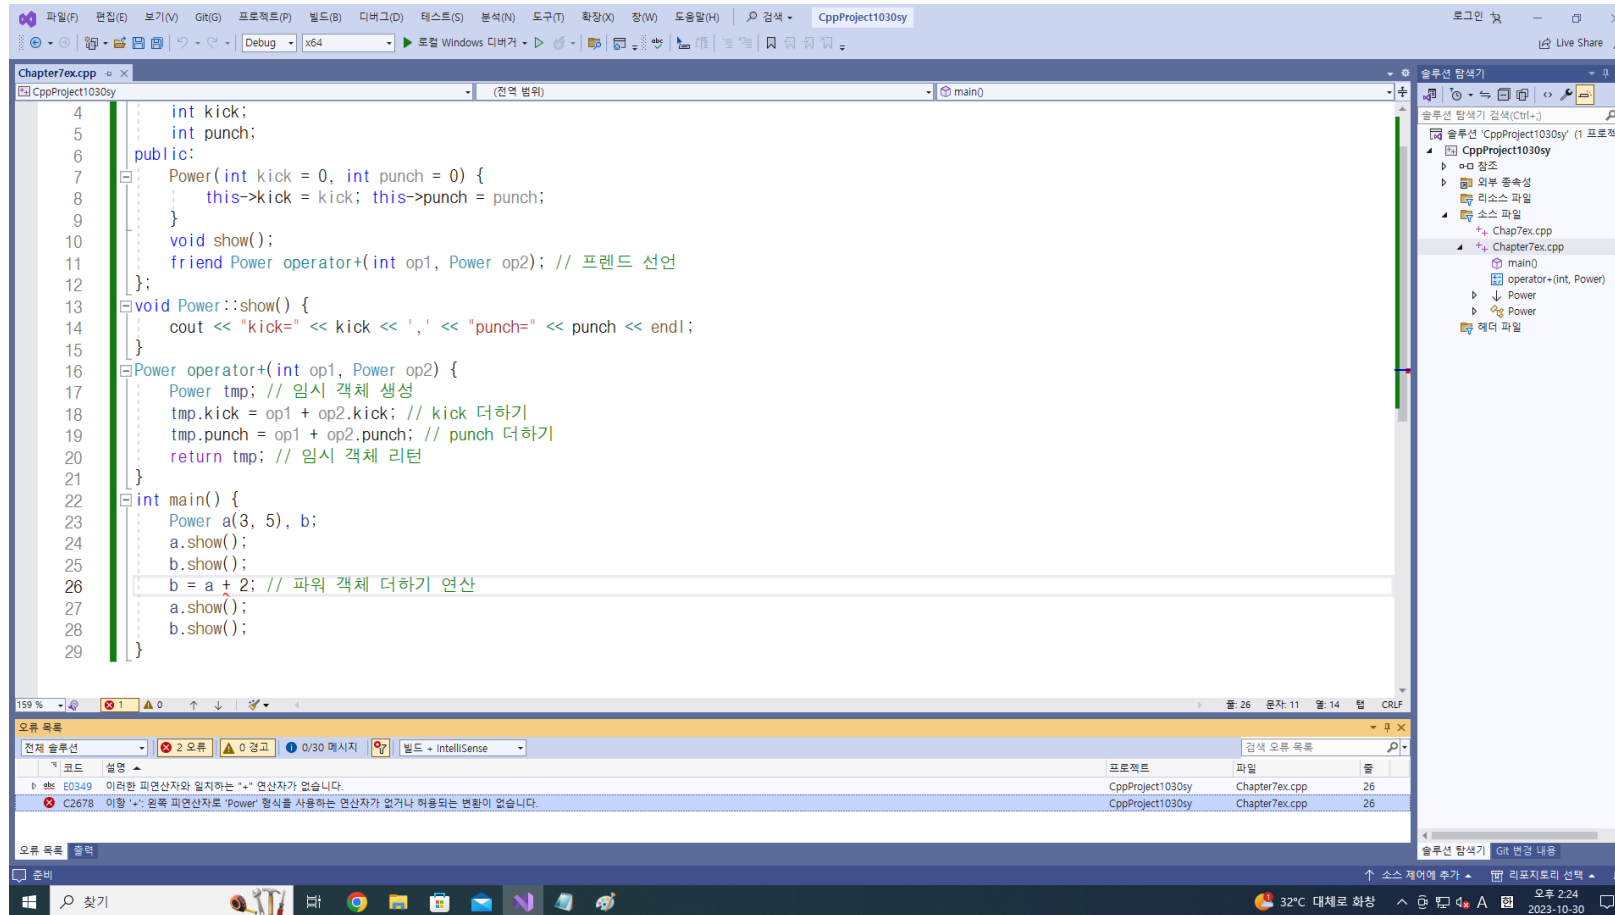 파일(F) 편집(E) 보기(V) Git(G) 프로젝트(P) 빌드(B) 디버그(D) 테스트(S) 분석(N) 도구(T) 확장(X) 창(W) 도움말(H) 검색 CppProject1030sy 로그인
Debug x64 로컬 Windows 디버거 Live Share
Chapter7ex.cpp
CppProject1030sy (전역 범위) main()
4 int kick;
5 int punch;
6 public:
7 Power(int kick = 0, int punch = 0) {
8 this->kick = kick; this->punch = punch;
9 }
10 void show();
11 friend Power operator+(int op1, Power op2); // 프렌드 선언
12 };
13 void Power::show() {
14 cout << "kick=" << kick << ',' << "punch=" << punch << endl;
15 }
16 Power operator+(int op1, Power op2) {
17 Power tmp; // 임시 객체 생성
18 tmp.kick = op1 + op2.kick; // kick 더하기
19 tmp.punch = op1 + op2.punch; // punch 더하기
20 return tmp; // 임시 객체 리턴
21 }
22 int main() {
23 Power a(3, 5), b;
24 a.show();
25 b.show();
26 b = a + 2; // 파워 객체 더하기 연산
27 a.show();
28 b.show();
29 }
159 % 1 0 줄: 26 문자: 11 열: 14 탭 CRLF
오류 목록
전체 솔루션 2 오류 0 경고 0/30 메시지 빌드 + IntelliSense 검색 오류 목록
코드 설명 프로젝트 파일 줄
abc E0349 이러한 피연산자와 일치하는 "+" 연산자가 없습니다. CppProject1030sy Chapter7ex.cpp 26
C2678 이항 '+': 왼쪽 피연산자로 'Power' 형식을 사용하는 연산자가 없거나 허용되는 변환이 없습니다. CppProject1030sy Chapter7ex.cpp 26
오류 목록 출력
솔루션 탐색기
솔루션 탐색기 검색(Ctrl+;)
솔루션 'CppProject1030sy' (1 프로젝
CppProject1030sy
참조
외부 종속성
리소스 파일
소스 파일
Chap7ex.cpp
Chapter7ex.cpp
main()
operator+(int, Power)
Power
Power
헤더 파일
솔루션 탐색기 Git 변경 내용
준비 소스 제어에 추가 리포지토리 선택
찾기 32°C 대체로 화창 A 한 오후 2:24
2023-10-30